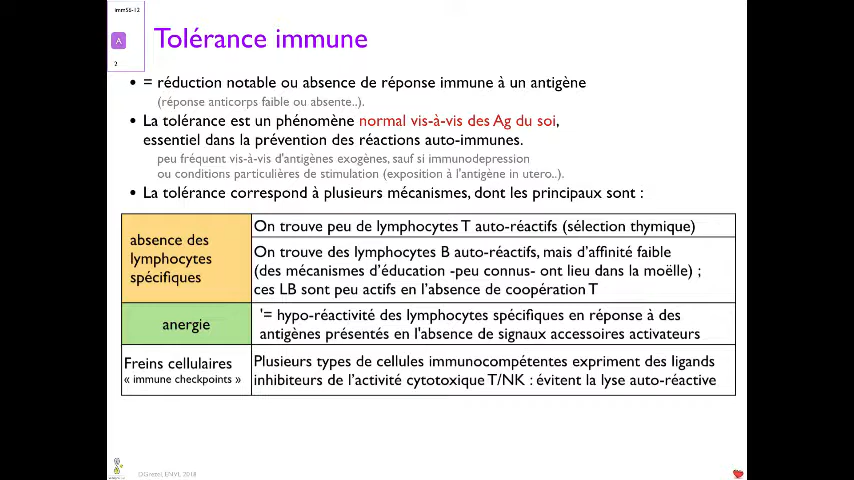 imm56-12
A
2
Tolérance immune
• = réduction notable ou absence de réponse immune à un antigène
(réponse anticorps faible ou absente..).
• La tolérance est un phénomène normal vis-à-vis des Ag du soi,
essentiel dans la prévention des réactions auto-immunes.
peu fréquent vis-à-vis d'antigènes exogènes, sauf si immunodepression
ou conditions particulières de stimulation (exposition à l'antigène in utero..).
• La tolérance correspond à plusieurs mécanismes, dont les principaux sont :
absence des
lymphocytes
spécifiques
On trouve peu de lymphocytes T auto-réactifs (sélection thymique)
On trouve des lymphocytes B auto-réactifs, mais d'affinité faible
(des mécanismes d'éducation -peu connus- ont lieu dans la moëlle) ;
ces LB sont peu actifs en l'absence de coopération T
anergie
'= hypo-réactivité des lymphocytes spécifiques en réponse à des
antigènes présentés en l'absence de signaux accessoires activateurs
Freins cellulaires
« immune checkpoints »
Plusieurs types de cellules immunocompétentes expriment des ligands
inhibiteurs de l'activité cytotoxique T/NK : évitent la lyse auto-réactive